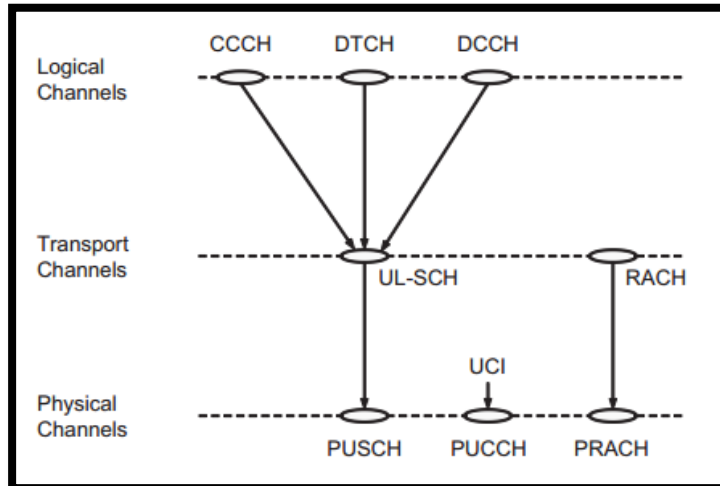 CCCH DTCH DCCH
Logical
Channels
Transport
Channels
UL-SCH RACH
UCI
Physical
Channels
PUSCH PUCCH PRACH